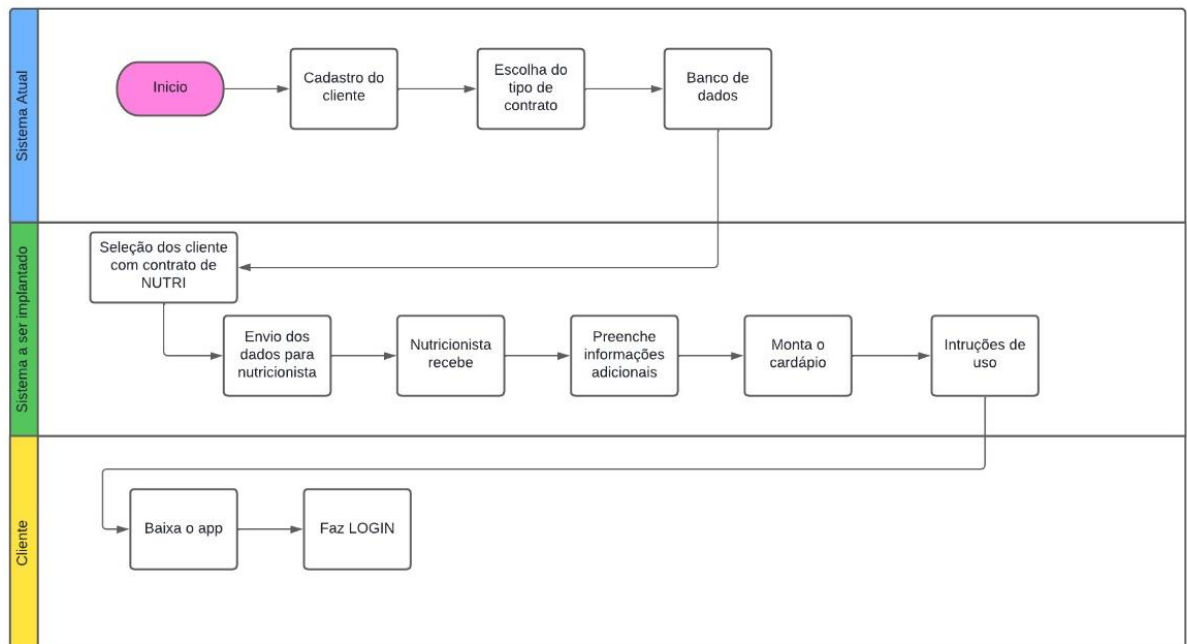 Sistema Atual
Inicio
Cadastro do
cliente
Escolha do
tipo de
contrato
Banco de
dados
Sistema a ser implantado
Seleção dos cliente
com contrato de
NUTRI
Envio dos
dados para
nutricionista
Nutricionista
recebe
Preenche
informações
adicionais
Monta o
cardápio
Intruções de
uso
Cliente
Baixa o app
Faz LOGIN